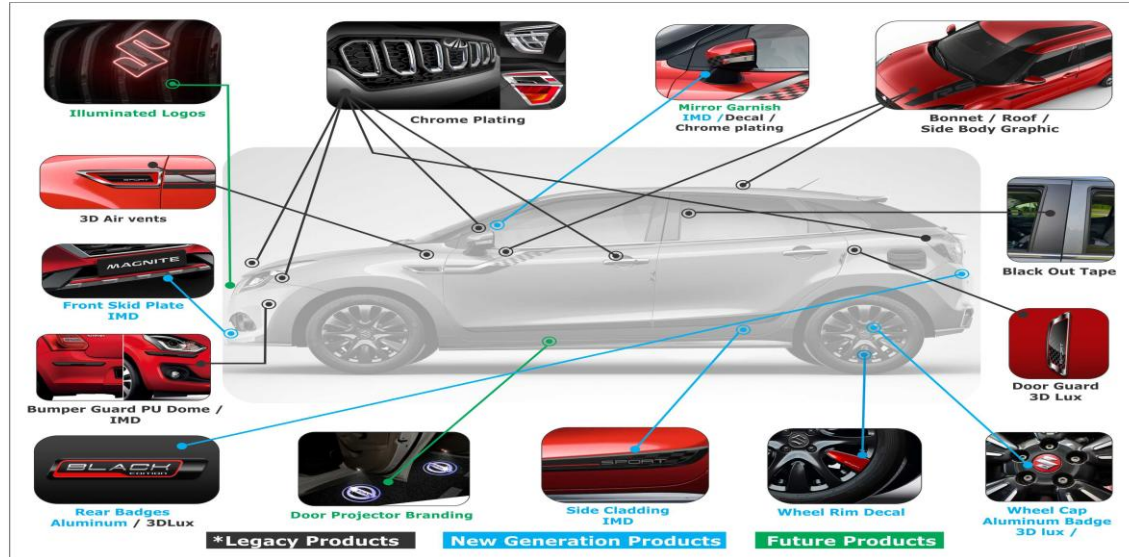 Illuminated Logos
Chrome Plating
Mirror Garnish
IMD /Decal /
Chrome plating
Bonnet / Roof /
Side Body Graphic
SPORT
3D Air vents
Black Out Tape
MAGNITE
Front Skid Plate
IMD
Bumper Guard PU Dome /
IMD
Door Guard
3D Lux
BLACK
EDITION
Rear Badges
Aluminum / 3DLux
Door Projector Branding
SPORT
Side Cladding
IMD
Wheel Rim Decal
Wheel Cap
Aluminum Badge
3D lux /
*Legacy Products
New Generation Products
Future Products